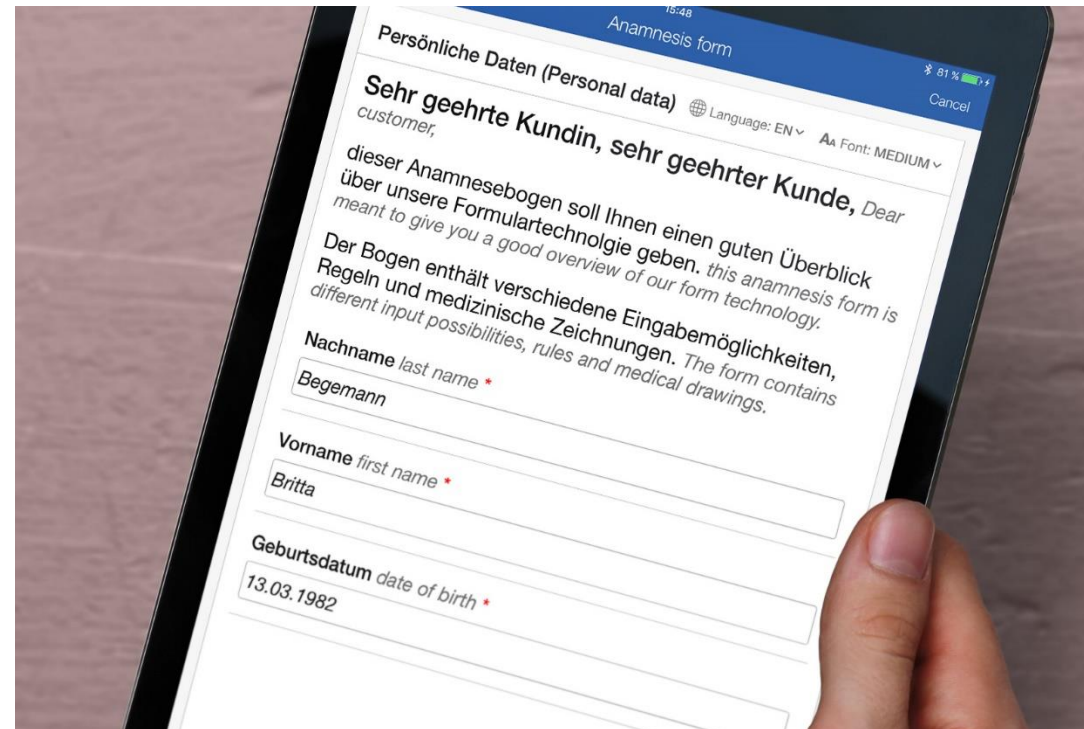 15:48
81 %
Anamnesis form
Cancel
Persönliche Daten (Personal data) Language: EN AA Font: MEDIUM
Sehr geehrte Kundin, sehr geehrter Kunde, Dear
customer,
dieser Anamnesebogen soll Ihnen einen guten Überblick
über unsere Formulartechnolgie geben. this anamnesis form is
meant to give you a good overview of our form technology.
Der Bogen enthält verschiedene Eingabemöglichkeiten,
Regeln und medizinische Zeichnungen. The form contains
different input possibilities, rules and medical drawings.
Nachname last name *
Begemann
Vorname first name *
Britta
Geburtsdatum date of birth *
13.03.1982